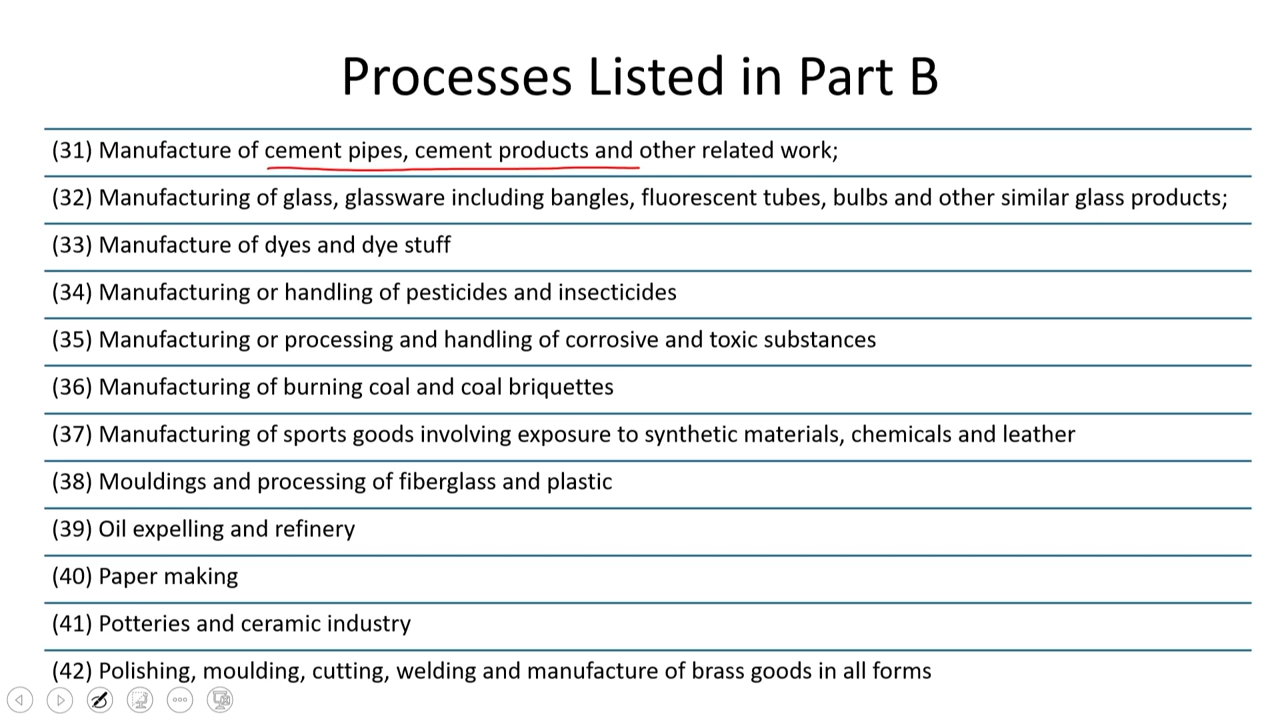 Processes Listed in Part B
(31) Manufacture of cement pipes, cement products and other related work;
(32) Manufacturing of glass, glassware including bangles, fluorescent tubes, bulbs and other similar glass products;
(33) Manufacture of dyes and dye stuff
(34) Manufacturing or handling of pesticides and insecticides
(35) Manufacturing or processing and handling of corrosive and toxic substances
(36) Manufacturing of burning coal and coal briquettes
(37) Manufacturing of sports goods involving exposure to synthetic materials, chemicals and leather
(38) Mouldings and processing of fiberglass and plastic
(39) Oil expelling and refinery
(40) Paper making
(41) Potteries and ceramic industry
(42) Polishing, moulding, cutting, welding and manufacture of brass goods in all forms